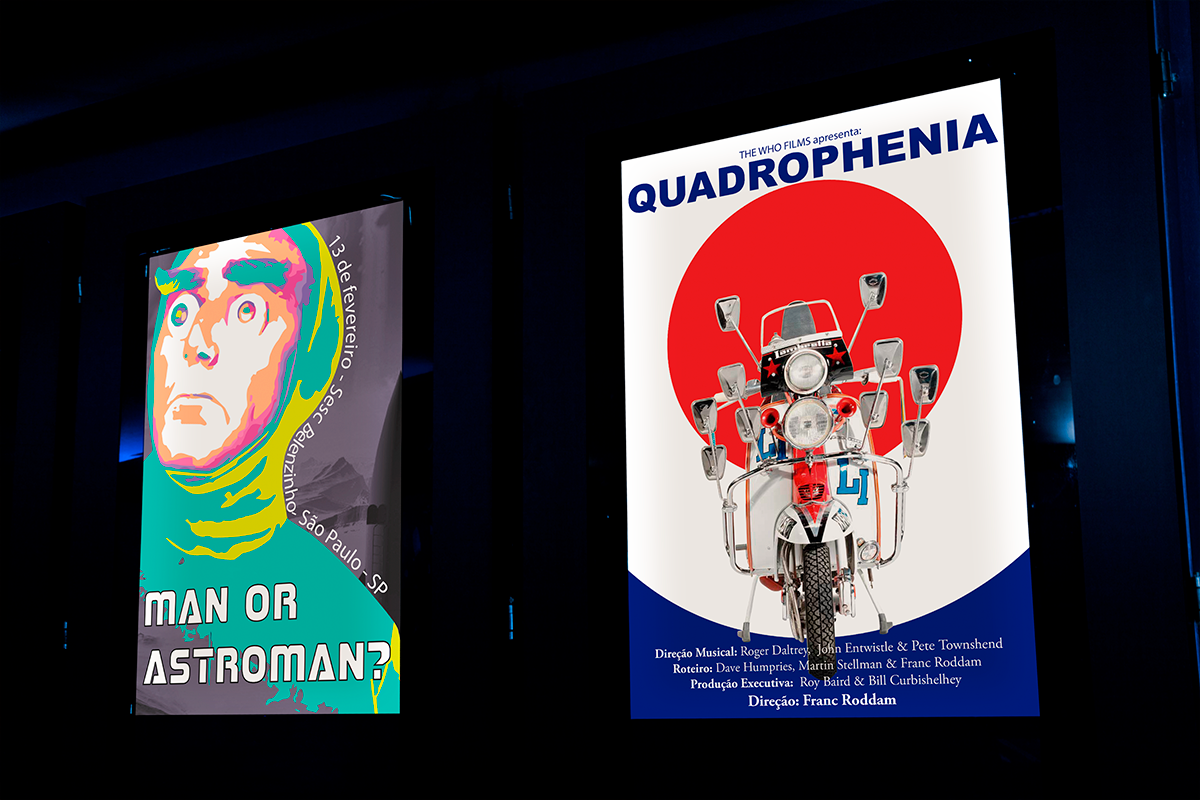 13 de fevereiro - Sesc Belenzinho- São Paulo - SP
MAN OR
ASTROMAN?
THE WHO FILMS apresenta:
QUADROPHENIA
Lambretta
LI
LI
Direção Musical: Roger Daltrey, John Entwistle & Pete Townshend
Roteiro: Dave Humpries, Martin Stellman & Franc Roddam
Produção Executiva: Roy Baird & Bill Curbishelhey
Direção: Franc Roddam